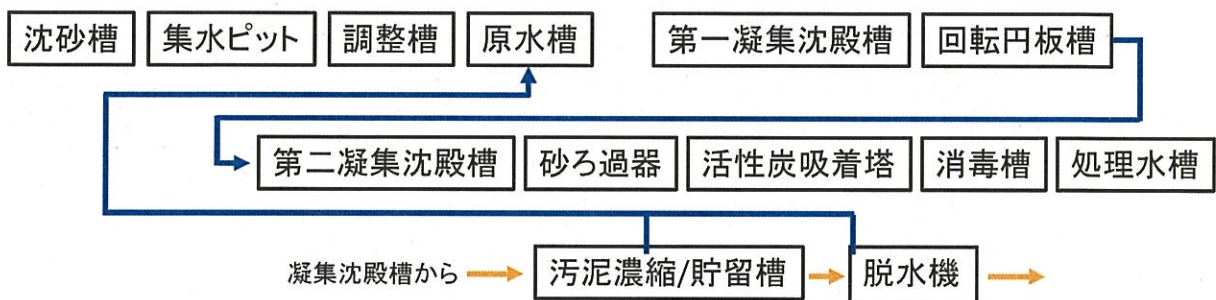 沈砂槽 集水ピット 調整槽 原水槽 第一凝集沈殿槽 回転円板槽
第二凝集沈殿槽 砂ろ過器 活性炭吸着塔 消毒槽 処理水槽
凝集沈殿槽から 汚泥濃縮/貯留槽 脱水機